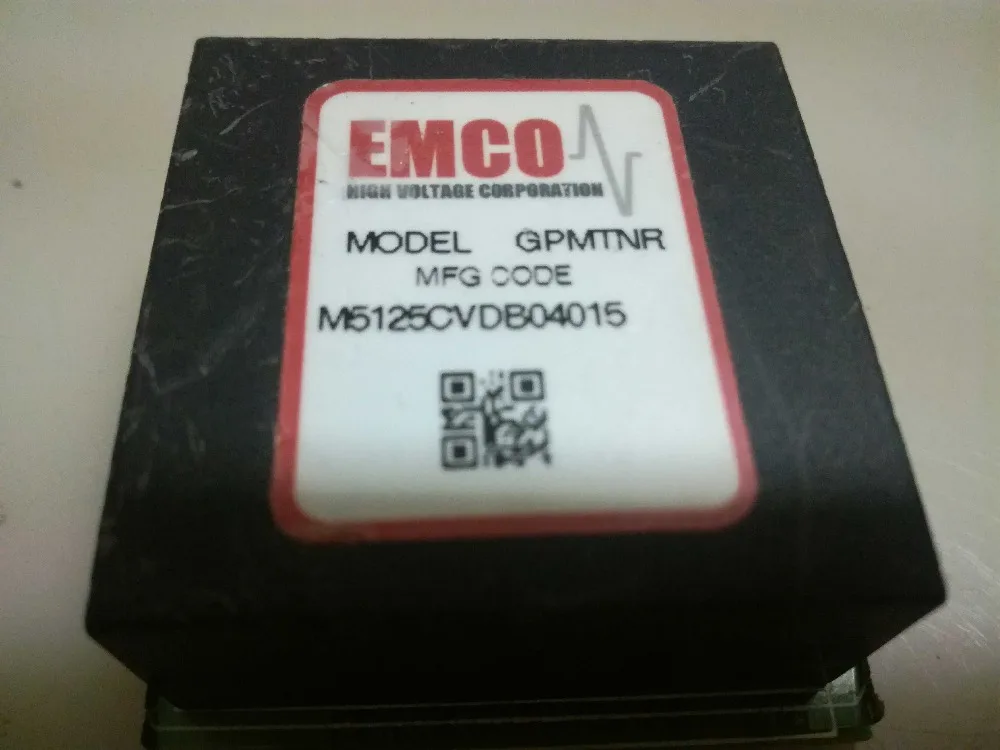 EMCO
HIGH VOLTAGE CORPORATION
MODEL GPMTNR
MFG CODE
M5125CVDB04015